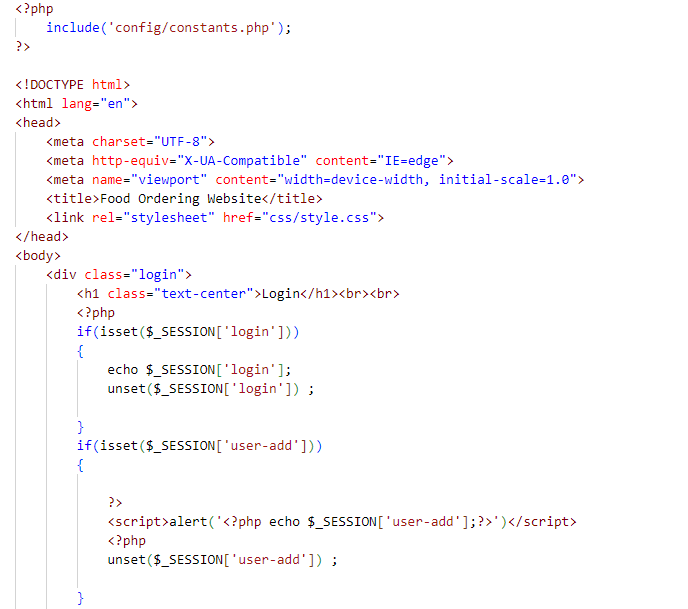 <?php
include('config/constants.php');
?>
<!DOCTYPE html>
<html lang="en">
<head>
<meta charset="UTF-8">
<meta http-equiv="X-UA-Compatible" content="IE=edge">
<meta name="viewport" content="width=device-width, initial-scale=1.0">
<title>Food Ordering Website</title>
<link rel="stylesheet" href="css/style.css">
</head>
<body>
<div class="login">
<h1 class="text-center">Login</h1><br><br>
<?php
if(isset($_SESSION['login']))
{
echo $_SESSION['login'];
unset($_SESSION['login']) ;
}
if(isset($_SESSION['user-add']))
{
?>
<script>alert('<?php echo $_SESSION['user-add'];?>')</script>
<?php
unset($_SESSION['user-add']) ;
}